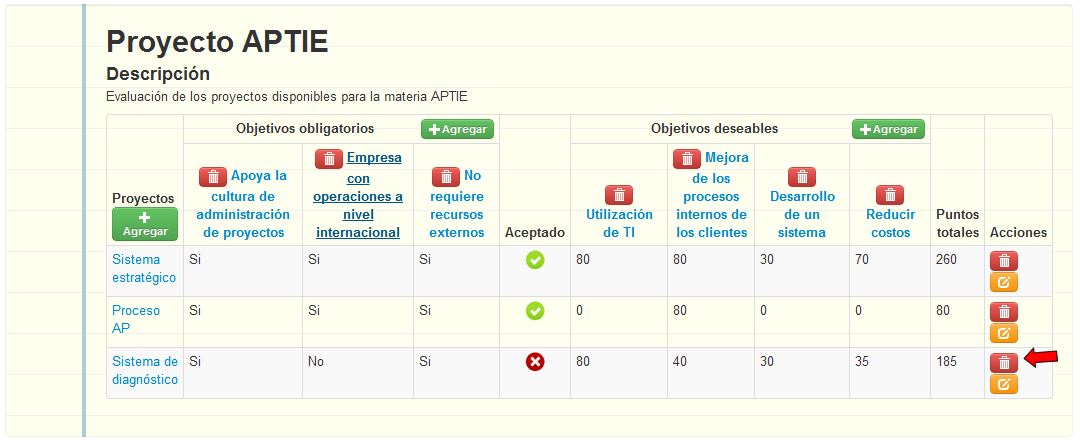 Proyecto APTIE
Descripción
Evaluación de los proyectos disponibles para la materia APTIE
Objetivos obligatorios
Agregar
Objetivos deseables
Agregar
Proyectos
Agregar
Apoya la
cultura de
administración
de proyectos
Empresa
con
operaciones a
nivel
internacional
No
requiere
recursos
externos
Aceptado
Utilización
de TI
Mejora
de los
procesos
internos de
los clientes
Desarrollo
de un
sistema
Reducir
costos
Puntos
totales
Acciones
Sistema
estratégico
Si
Si
Si
80
80
30
70
260
Proceso
AP
Si
Si
Si
0
80
0
0
80
Sistema de
diagnóstico
Si
No
Si
80
40
30
35
185